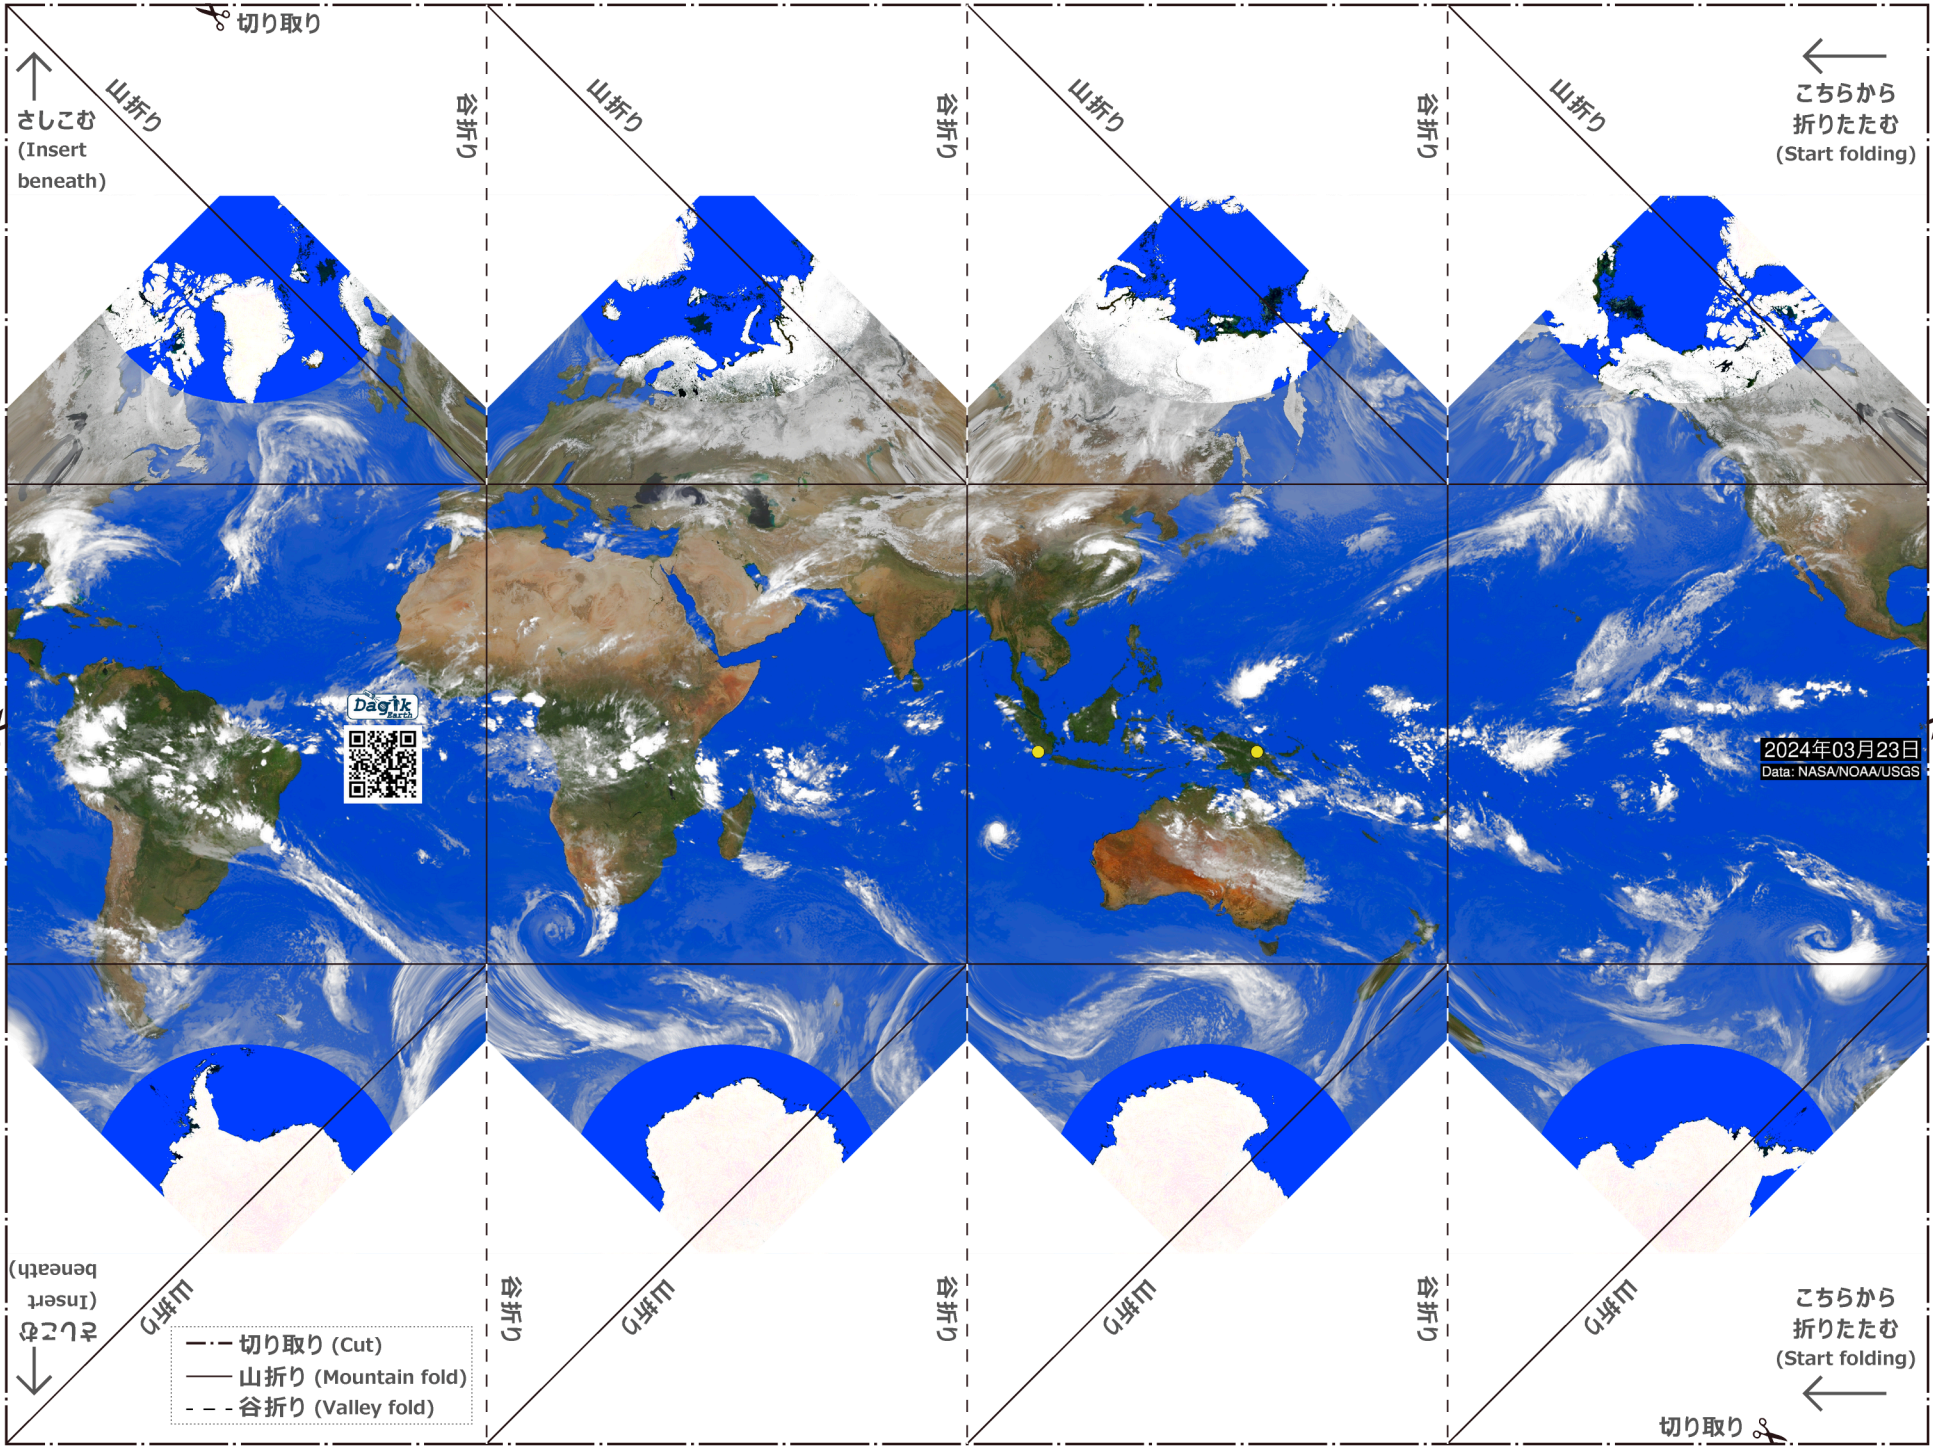 切り取り
さしこむ
(Insert
beneath)
山折り
谷折り
山折り
谷折り
山折り
谷折り
山折り
こちらから
折りたたむ
(Start folding)
Dagik
Earth
2024年03月23日
Data: NASA/NOAA/USGS
さしこむ
(Insert
beneath)
山折り
谷折り
山折り
谷折り
山折り
谷折り
山折り
こちらから
折りたたむ
(Start folding)
切り取り (Cut)
山折り (Mountain fold)
谷折り (Valley fold)
切り取り